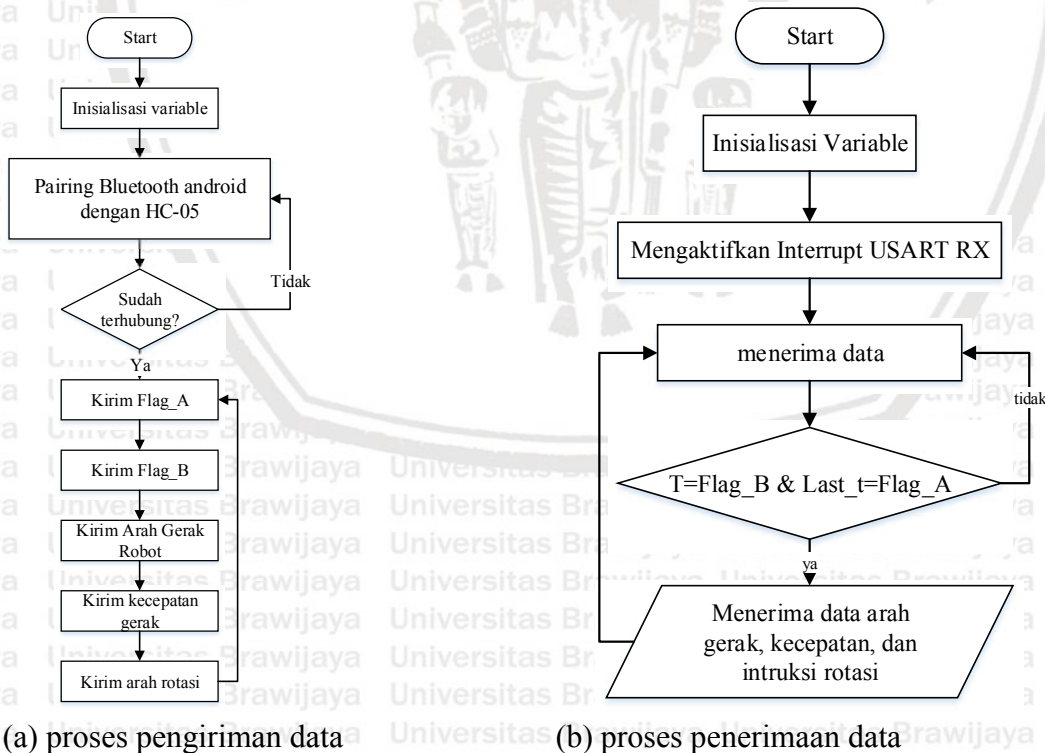 Start
Inisialisasi variable
Pairing Bluetooth android
dengan HC-05
Tidak
Sudah
terhubung?
Ya
Kirim Flag_A
Kirim Flag_B
Kirim Arah Gerak
Robot
Kirim kecepatan
gerak
Kirim arah rotasi
(a) proses pengiriman data
Start
Inisialisasi Variable
Mengaktifkan Interrupt USART RX
menerima data
tidak
T=Flag_B & Last_t=Flag_A
ya
Menerima data arah
gerak, kecepatan, dan
intruksi rotasi
(b) proses penerimaan data